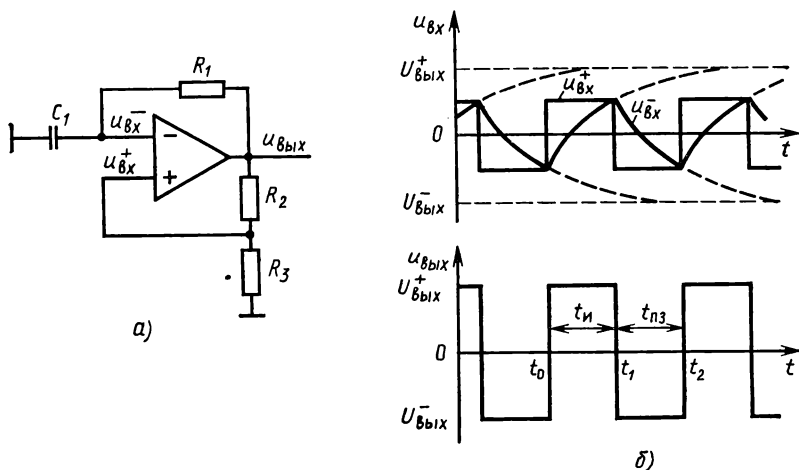 R₁
C₁
u⁻вх
−
u⁺вх
+
uвых
R₂
R₃
а)
uвх
U⁺вых
u⁺вх
u⁻вх
0
t
U⁻вых
uвых
U⁺вых
tи
tпз
0
t₀
t₁
t₂
t
U⁻вых
б)